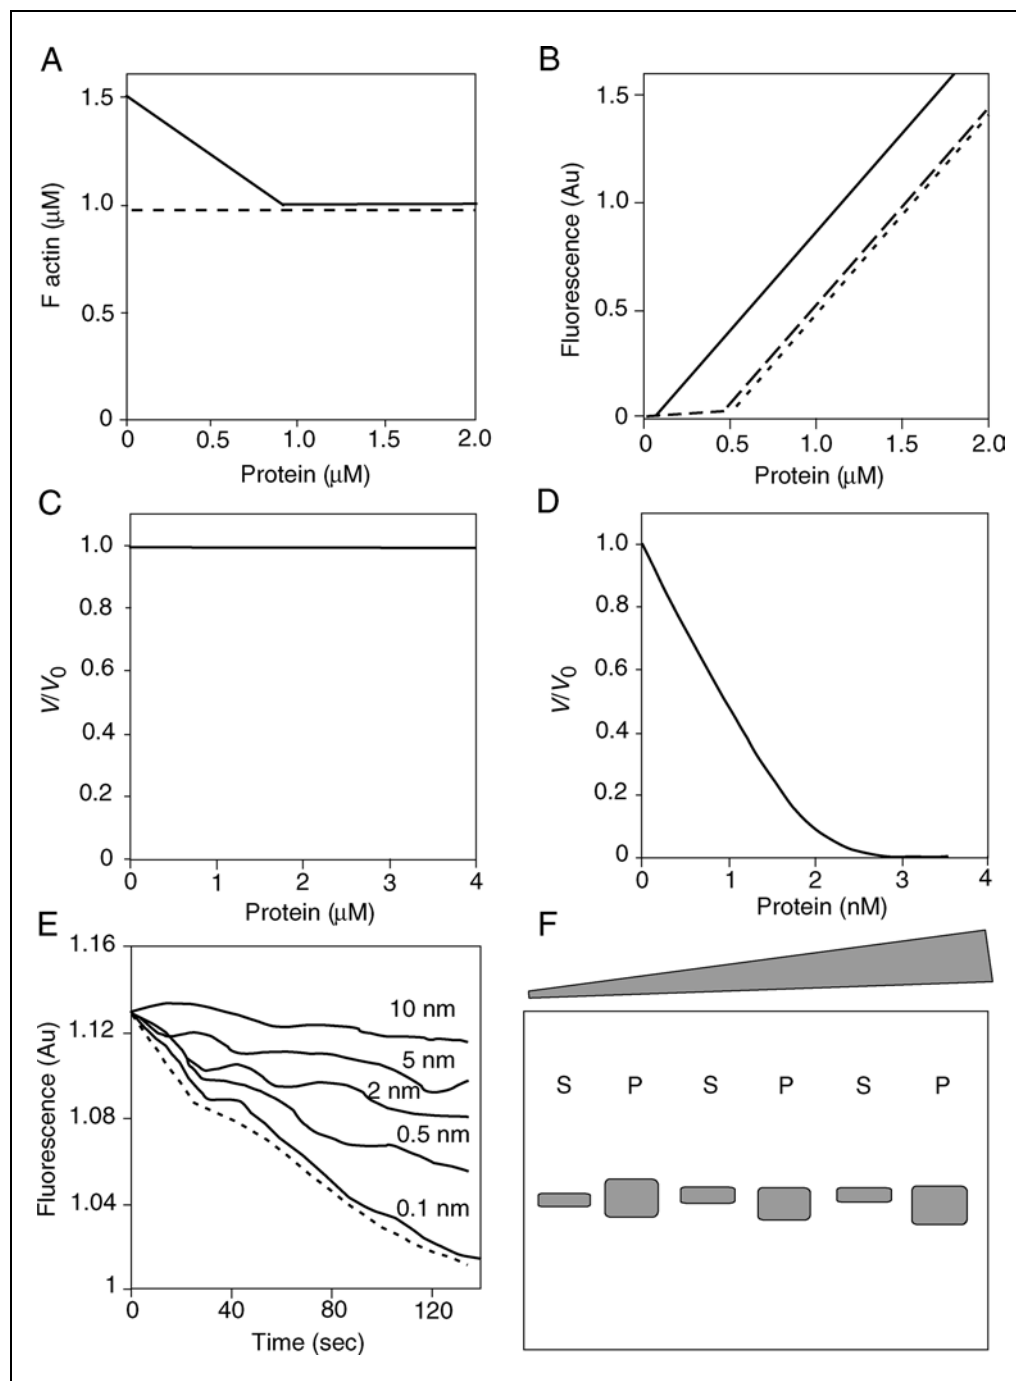 A
F actin (μM)
1.5
1.0
0.5
0
0 0.5 1.0 1.5 2.0
Protein (μM)
B
Fluorescence (Au)
1.5
1.0
0.5
0
0 0.5 1.0 1.5 2.0
Protein (μM)
C
V/V0
1.0
0.8
0.6
0.4
0.2
0
0 1 2 3 4
Protein (μM)
D
V/V0
1.0
0.8
0.6
0.4
0.2
0
0 1 2 3 4
Protein (nM)
E
Fluorescence (Au)
1.16
1.12
1.08
1.04
1
10 nm
5 nm
2 nm
0.5 nm
0.1 nm
0 40 80 120
Time (sec)
F
S P S P S P